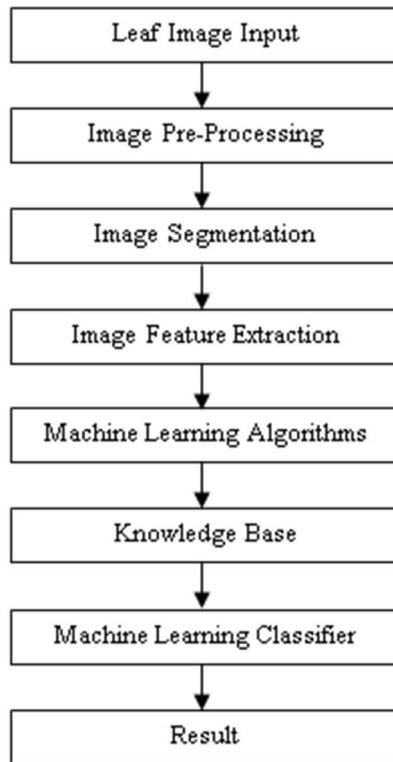 Leaf Image Input
Image Pre-Processing
Image Segmentation
Image Feature Extraction
Machine Learning Algorithms
Knowledge Base
Machine Learning Classifier
Result